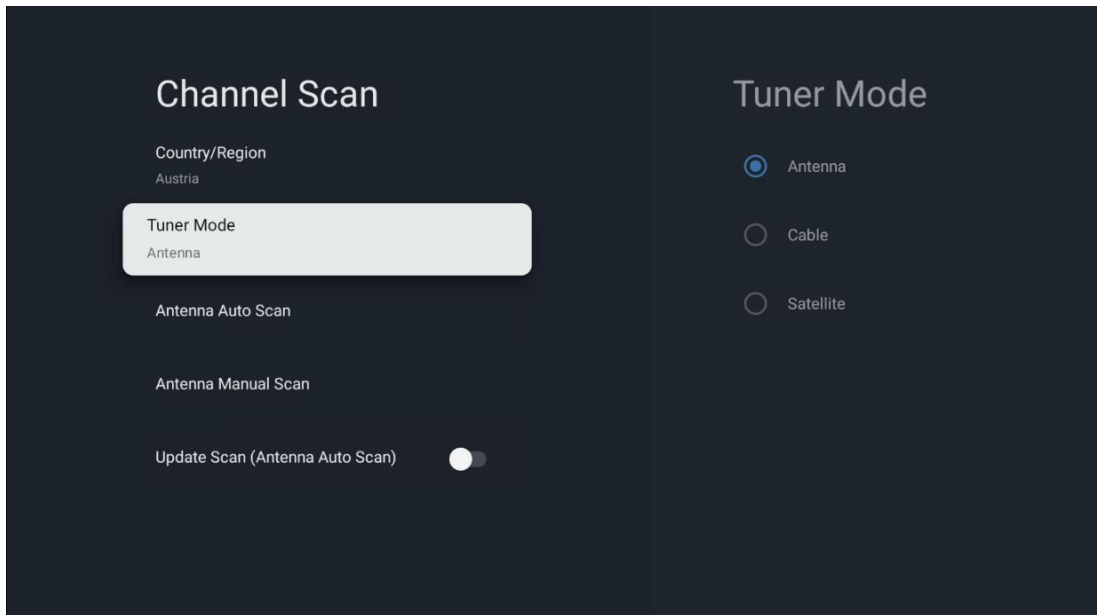 Channel Scan
Country/Region
Austria
Tuner Mode
Antenna
Antenna Auto Scan
Antenna Manual Scan
Update Scan (Antenna Auto Scan)
Tuner Mode
Antenna
Cable
Satellite